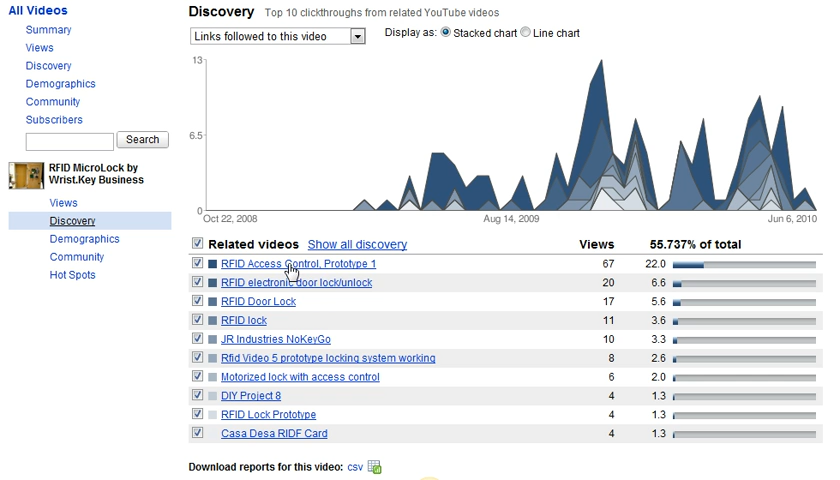 All Videos
Summary
Views
Discovery
Demographics
Community
Subscribers
Search
RFID MicroLock by
Wrist.Key Business
Views
Discovery
Demographics
Community
Hot Spots
Discovery Top 10 clickthroughs from related YouTube videos
Links followed to this video Display as: Stacked chart Line chart
13
6.5
0
Oct 22, 2008 Aug 14, 2009 Jun 6, 2010
Related videos Show all discovery Views 55.737% of total
RFID Access Control, Prototype 1 67 22.0
RFID electronic door lock/unlock 20 6.6
RFID Door Lock 17 5.6
RFID lock 11 3.6
JR Industries NoKeyGo 10 3.3
Rfid Video 5 prototype locking system working 8 2.6
Motorized lock with access control 6 2.0
DIY Project 8 4 1.3
RFID Lock Prototype 4 1.3
Casa Desa RIDF Card 4 1.3
Download reports for this video: csv